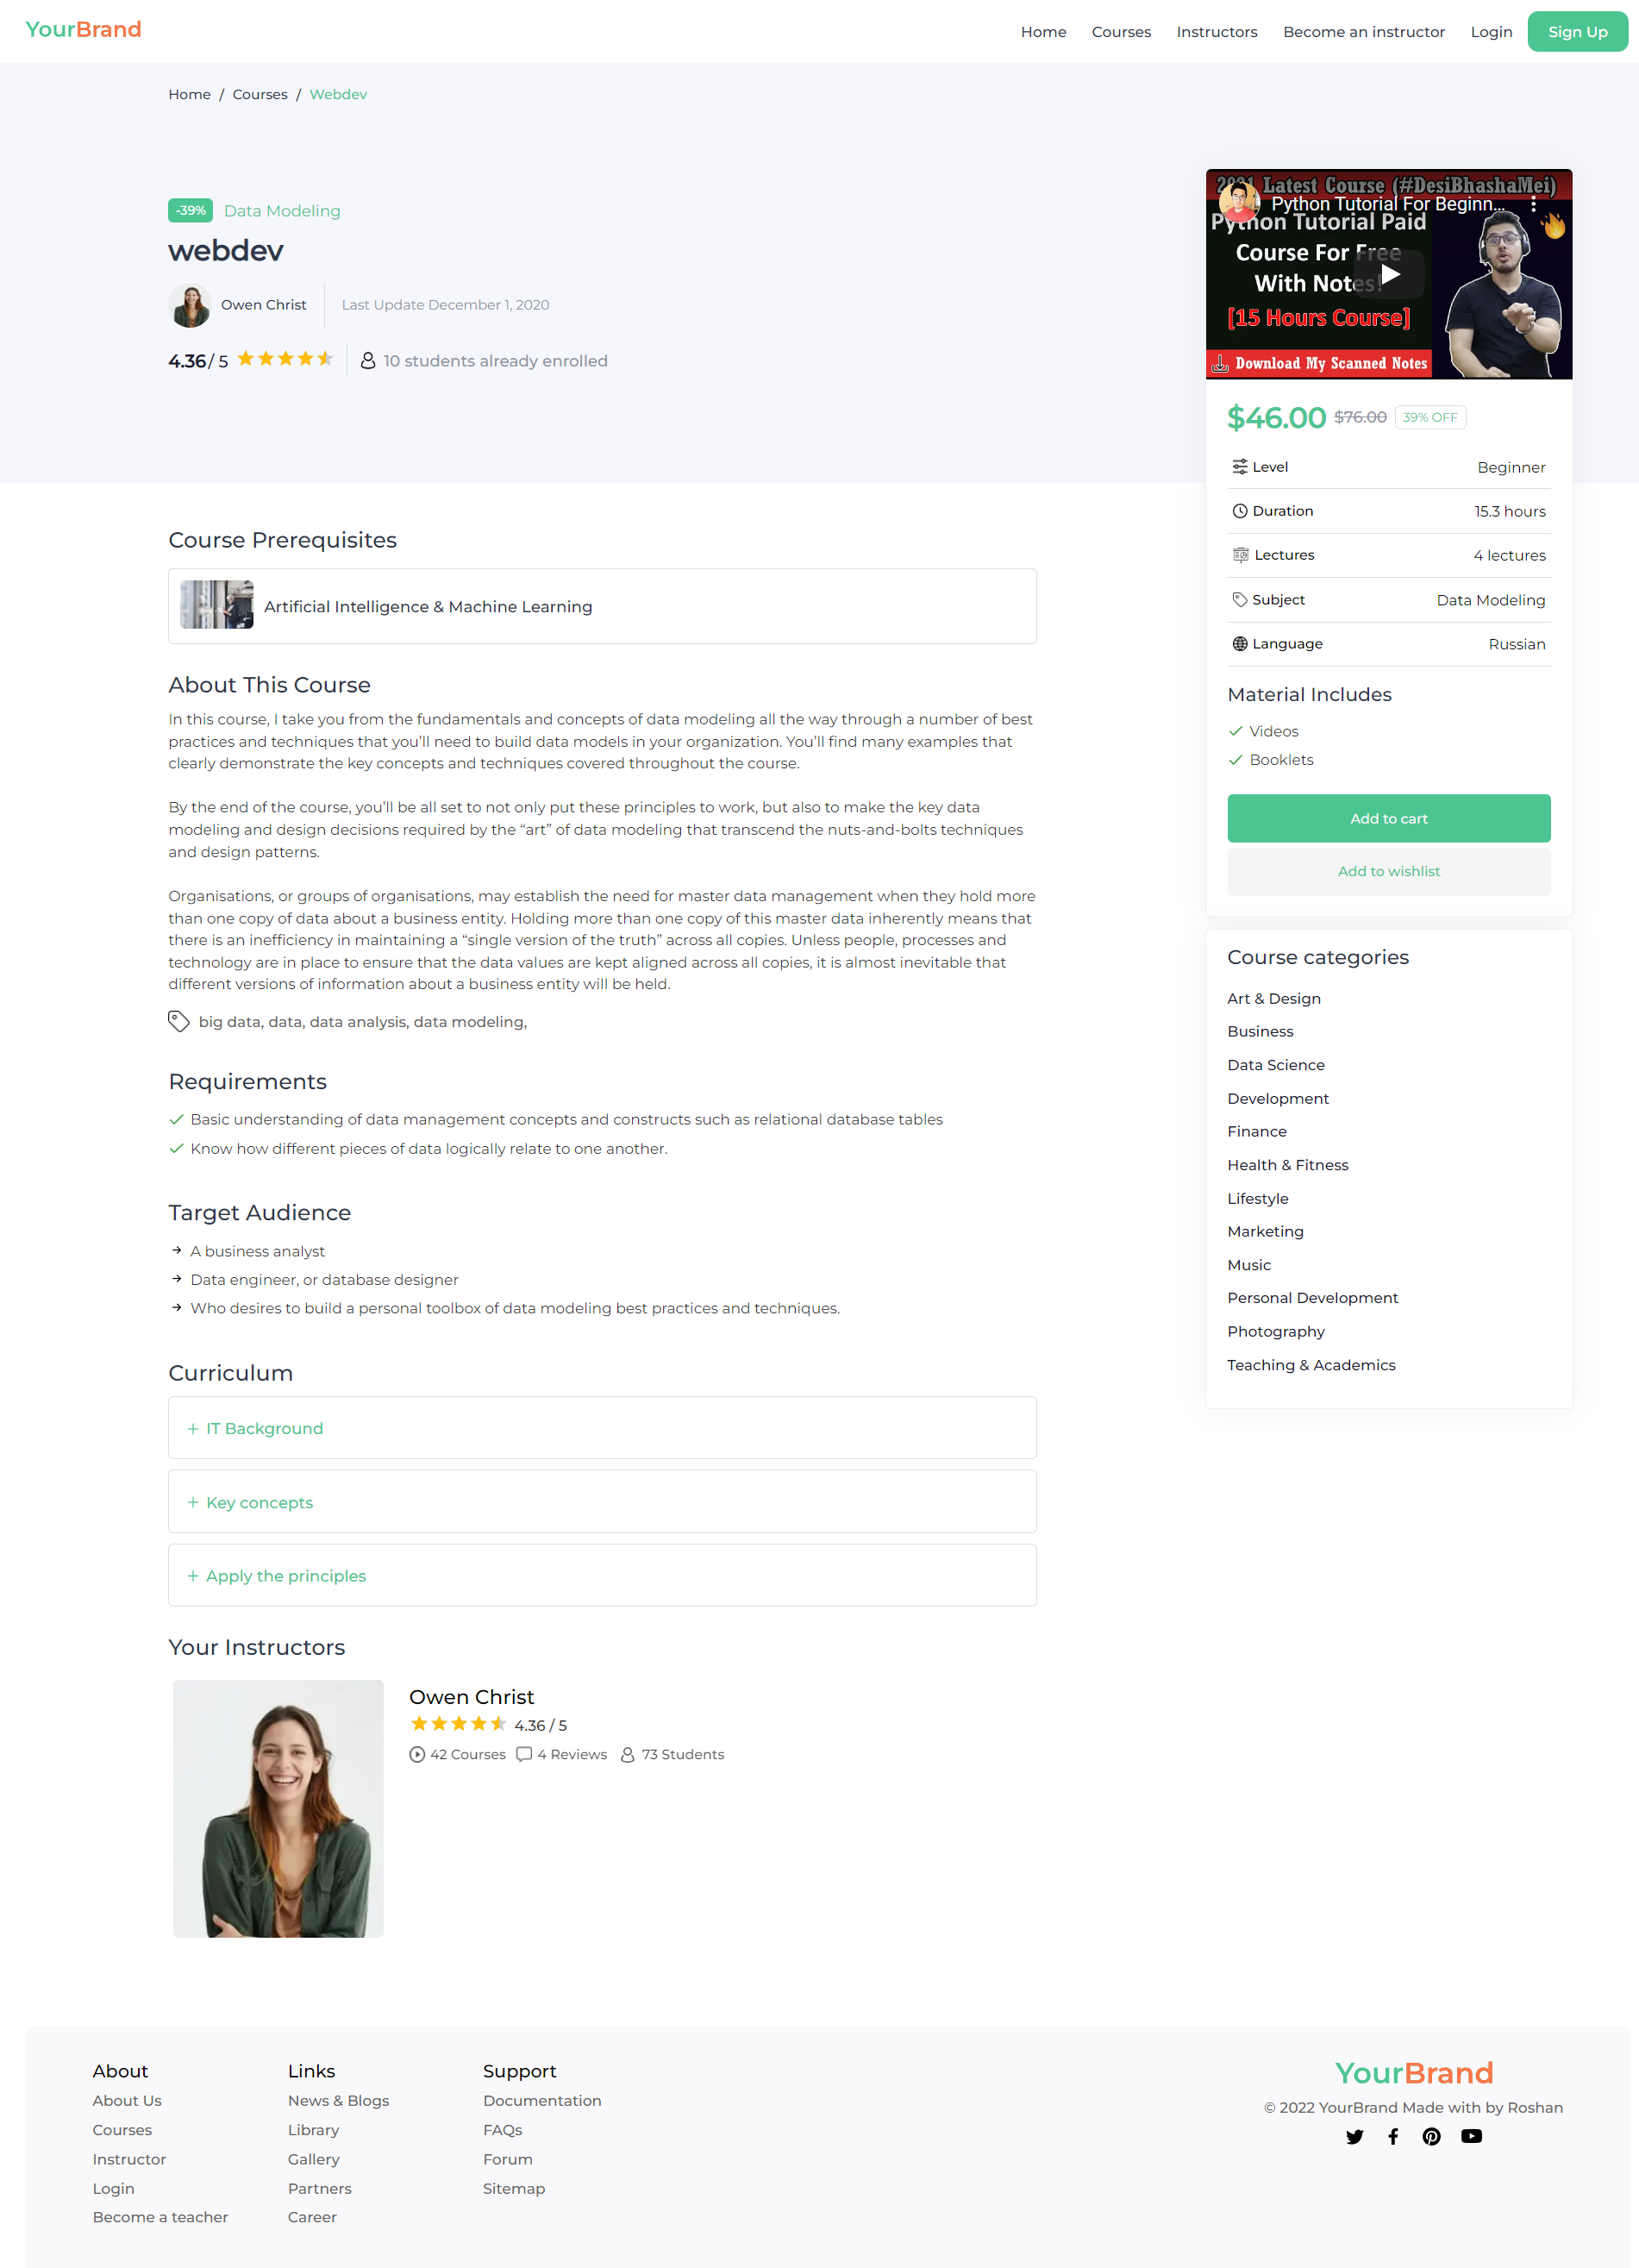 YourBrand
Home Courses Instructors Become an instructor Login Sign Up
Home / Courses / Webdev
-39% Data Modeling
webdev
Owen Christ Last Update December 1, 2020
4.36 / 5 10 students already enrolled
2021 Latest Course (#DesiBhashaMei)
Python Tutorial For Beginn...
Python Tutorial Paid
Course For Free
With Notes!
[15 Hours Course]
Download My Scanned Notes
$46.00 $76.00 39% OFF
Level Beginner
Duration 15.3 hours
Lectures 4 lectures
Subject Data Modeling
Language Russian
Material Includes
Videos
Booklets
Add to cart
Add to wishlist
Course categories
Art & Design
Business
Data Science
Development
Finance
Health & Fitness
Lifestyle
Marketing
Music
Personal Development
Photography
Teaching & Academics
Course Prerequisites
Artificial Intelligence & Machine Learning
About This Course
In this course, I take you from the fundamentals and concepts of data modeling all the way through a number of best
practices and techniques that you’ll need to build data models in your organization. You’ll find many examples that
clearly demonstrate the key concepts and techniques covered throughout the course.
By the end of the course, you’ll be all set to not only put these principles to work, but also to make the key data
modeling and design decisions required by the “art” of data modeling that transcend the nuts-and-bolts techniques
and design patterns.
Organisations, or groups of organisations, may establish the need for master data management when they hold more
than one copy of data about a business entity. Holding more than one copy of this master data inherently means that
there is an inefficiency in maintaining a “single version of the truth” across all copies. Unless people, processes and
technology are in place to ensure that the data values are kept aligned across all copies, it is almost inevitable that
different versions of information about a business entity will be held.
big data, data, data analysis, data modeling,
Requirements
Basic understanding of data management concepts and constructs such as relational database tables
Know how different pieces of data logically relate to one another.
Target Audience
A business analyst
Data engineer, or database designer
Who desires to build a personal toolbox of data modeling best practices and techniques.
Curriculum
+ IT Background
+ Key concepts
+ Apply the principles
Your Instructors
Owen Christ
4.36 / 5
42 Courses 4 Reviews 73 Students
About
About Us
Courses
Instructor
Login
Become a teacher
Links
News & Blogs
Library
Gallery
Partners
Career
Support
Documentation
FAQs
Forum
Sitemap
YourBrand
© 2022 YourBrand Made with by Roshan